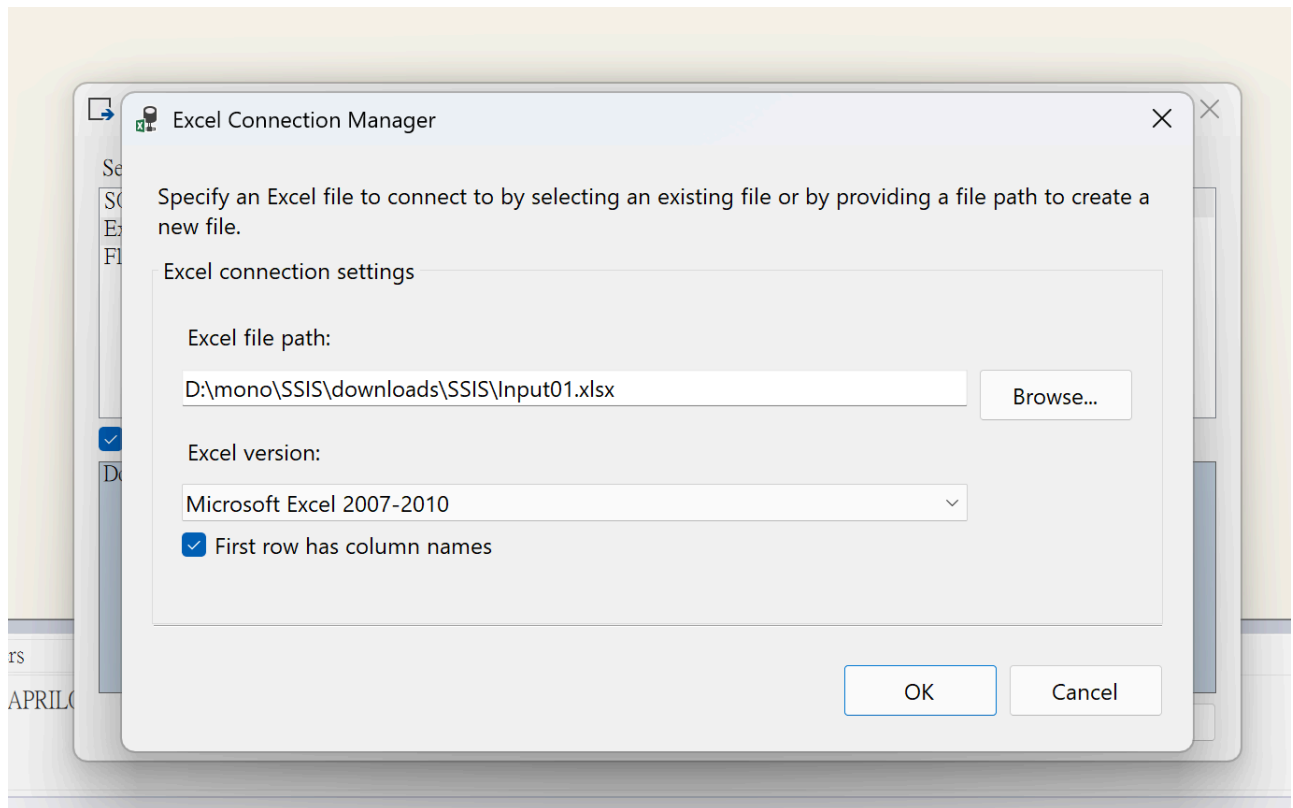 Excel Connection Manager
Specify an Excel file to connect to by selecting an existing file or by providing a file path to create a
new file.
Excel connection settings
Excel file path:
D:\mono\SSIS\downloads\SSIS\Input01.xlsx
Browse...
Excel version:
Microsoft Excel 2007-2010
First row has column names
OK
Cancel